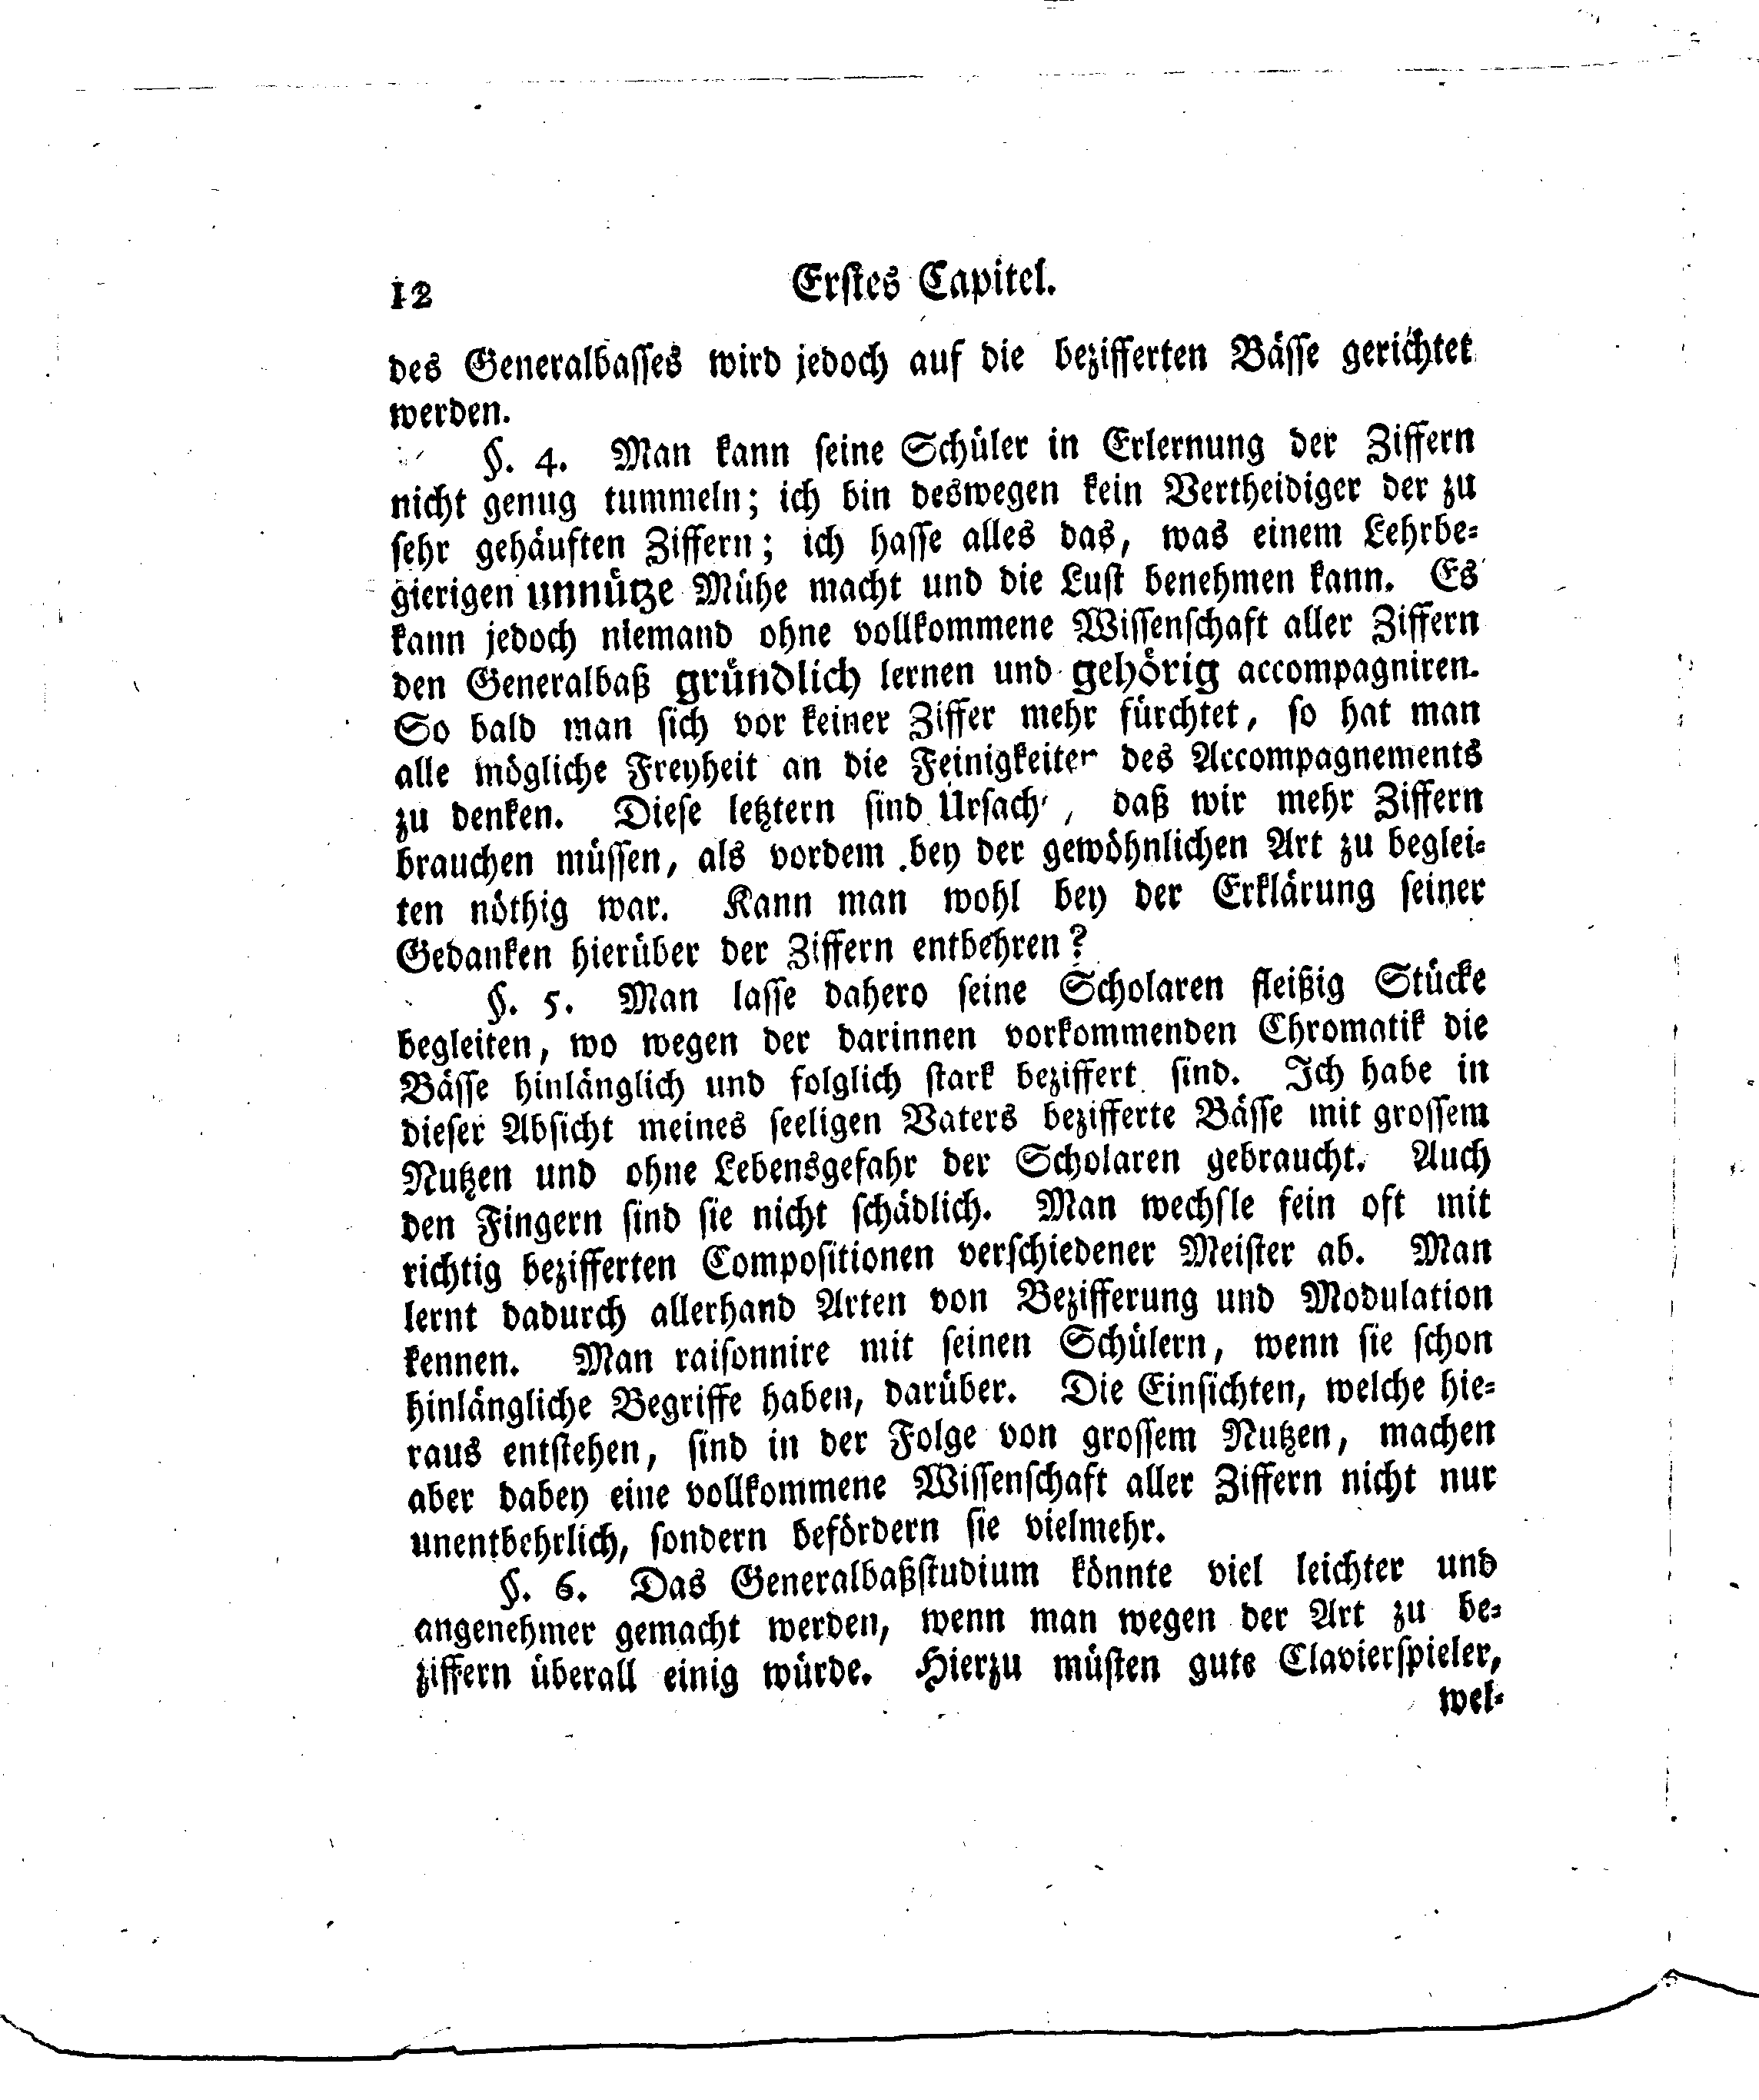 12 Erstes Capitel.
des Generalbasses wird jedoch auf die bezifferten Bässe gerichtet
werden.
§. 4. Man kann seine Schüler in Erlernung der Ziffern
nicht genug tummeln; ich bin deswegen kein Vertheidiger der zu
sehr gehäuften Ziffern; ich hasse alles das, was einem Lehrbe-
gierigen unnütze Mühe macht und die Lust benehmen kann. Es
kann jedoch niemand ohne vollkommene Wissenschaft aller Ziffern
den Generalbaß gründlich lernen und gehörig accompagniren.
So bald man sich vor keiner Ziffer mehr fürchtet, so hat man
alle mögliche Freyheit an die Feinigkeiten des Accompagnements
zu denken. Diese letztern sind Ursach, daß wir mehr Ziffern
brauchen müssen, als vordem bey der gewöhnlichen Art zu beglei-
ten nöthig war. Kann man wohl bey der Erklärung seiner
Gedanken hierüber der Ziffern entbehren?
§. 5. Man lasse dahero seine Scholaren fleißig Stücke
begleiten, wo wegen der darinnen vorkommenden Chromatik die
Bässe hinlänglich und folglich stark beziffert sind. Ich habe in
dieser Absicht meines seeligen Vaters bezifferte Bässe mit grossem
Nutzen und ohne Lebensgefahr der Scholaren gebraucht. Auch
den Fingern sind sie nicht schädlich. Man wechsle fein oft mit
richtig bezifferten Compositionen verschiedener Meister ab. Man
lernt dadurch allerhand Arten von Bezifferung und Modulation
kennen. Man raisonnire mit seinen Schülern, wenn sie schon
hinlängliche Begriffe haben, darüber. Die Einsichten, welche hie-
raus entstehen, sind in der Folge von grossem Nutzen, machen
aber dabey eine vollkommene Wissenschaft aller Ziffern nicht nur
unentbehrlich, sondern befördern sie vielmehr.
§. 6. Das Generalbaßstudium könnte viel leichter und
angenehmer gemacht werden, wenn man wegen der Art zu be-
ziffern überall einig würde. Hierzu müsten gute Clavierspieler,
wel-